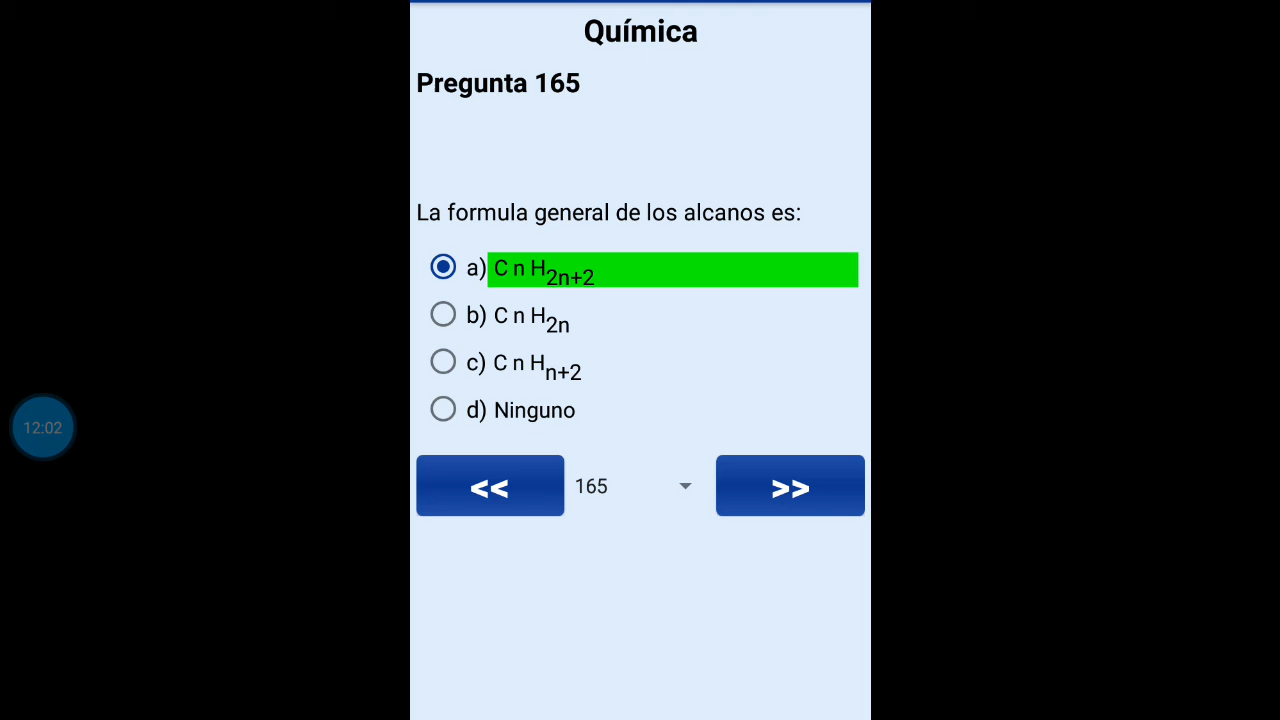 Química
Pregunta 165
La formula general de los alcanos es:
a) C n H2n+2
b) C n H2n
c) C n Hn+2
d) Ninguno
12:02
<< 165 >>